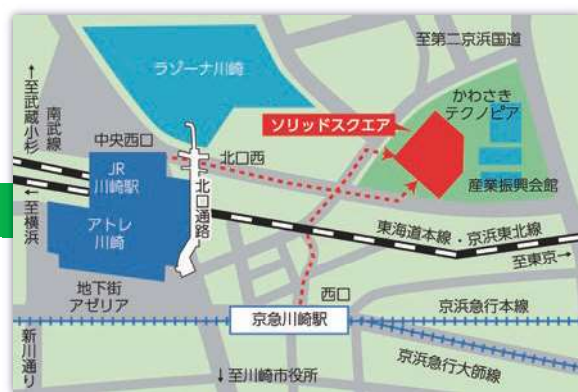 至第二京浜国道
ラゾーナ川崎
かわさき
テクノピア
↑至武蔵小杉
南武線
ソリッドスクエア
中央西口
北口西
JR
川崎駅
北口通路
産業振興会館
←至横浜
アトレ
川崎
東海道本線・京浜東北線
至東京→
地下街
アゼリア
西口
京浜急行本線
京急川崎駅
新川通り
京浜急行大師線
↓至川崎市役所